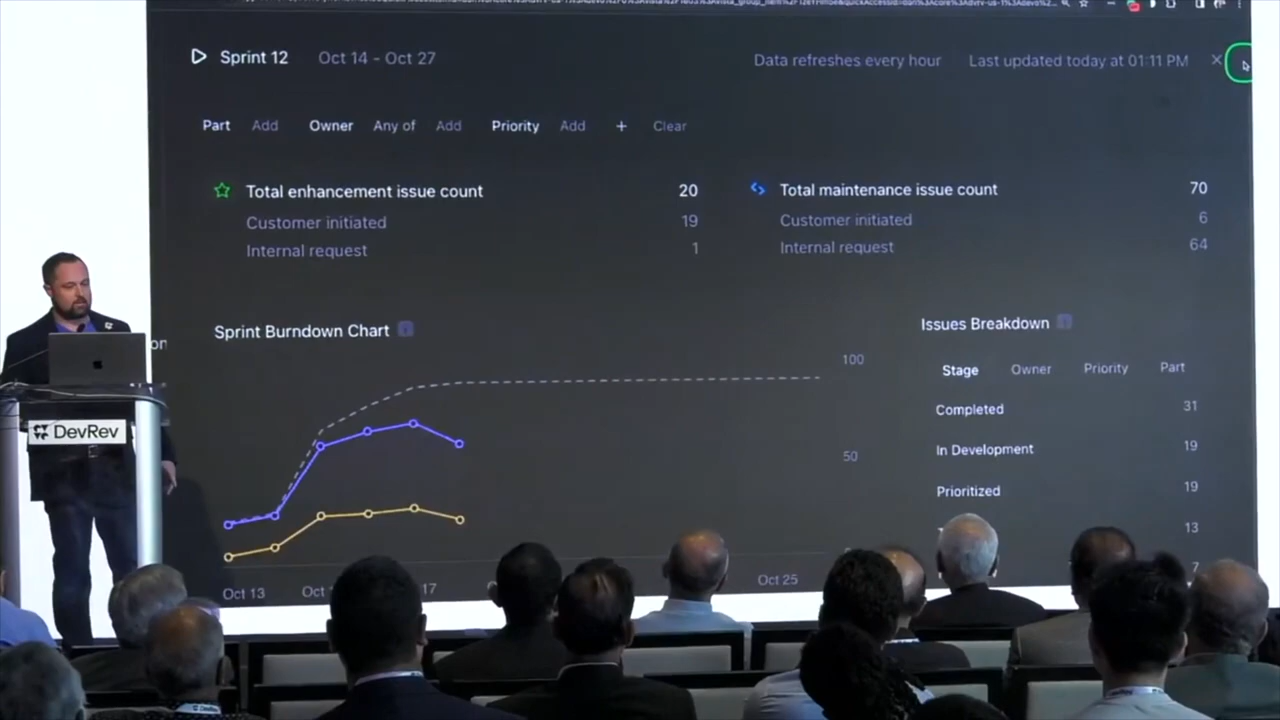 Sprint 12 Oct 14 - Oct 27 Data refreshes every hour Last updated today at 01:11 PM
Part Add Owner Any of Add Priority Add + Clear
Total enhancement issue count 20
Customer initiated 19
Internal request 1
Total maintenance issue count 70
Customer initiated 6
Internal request 64
Sprint Burndown Chart
100
50
Oct 13 17 Oct 25
Issues Breakdown
Stage Owner Priority Part
Completed 31
In Development 19
Prioritized 19
13
7
DevRev